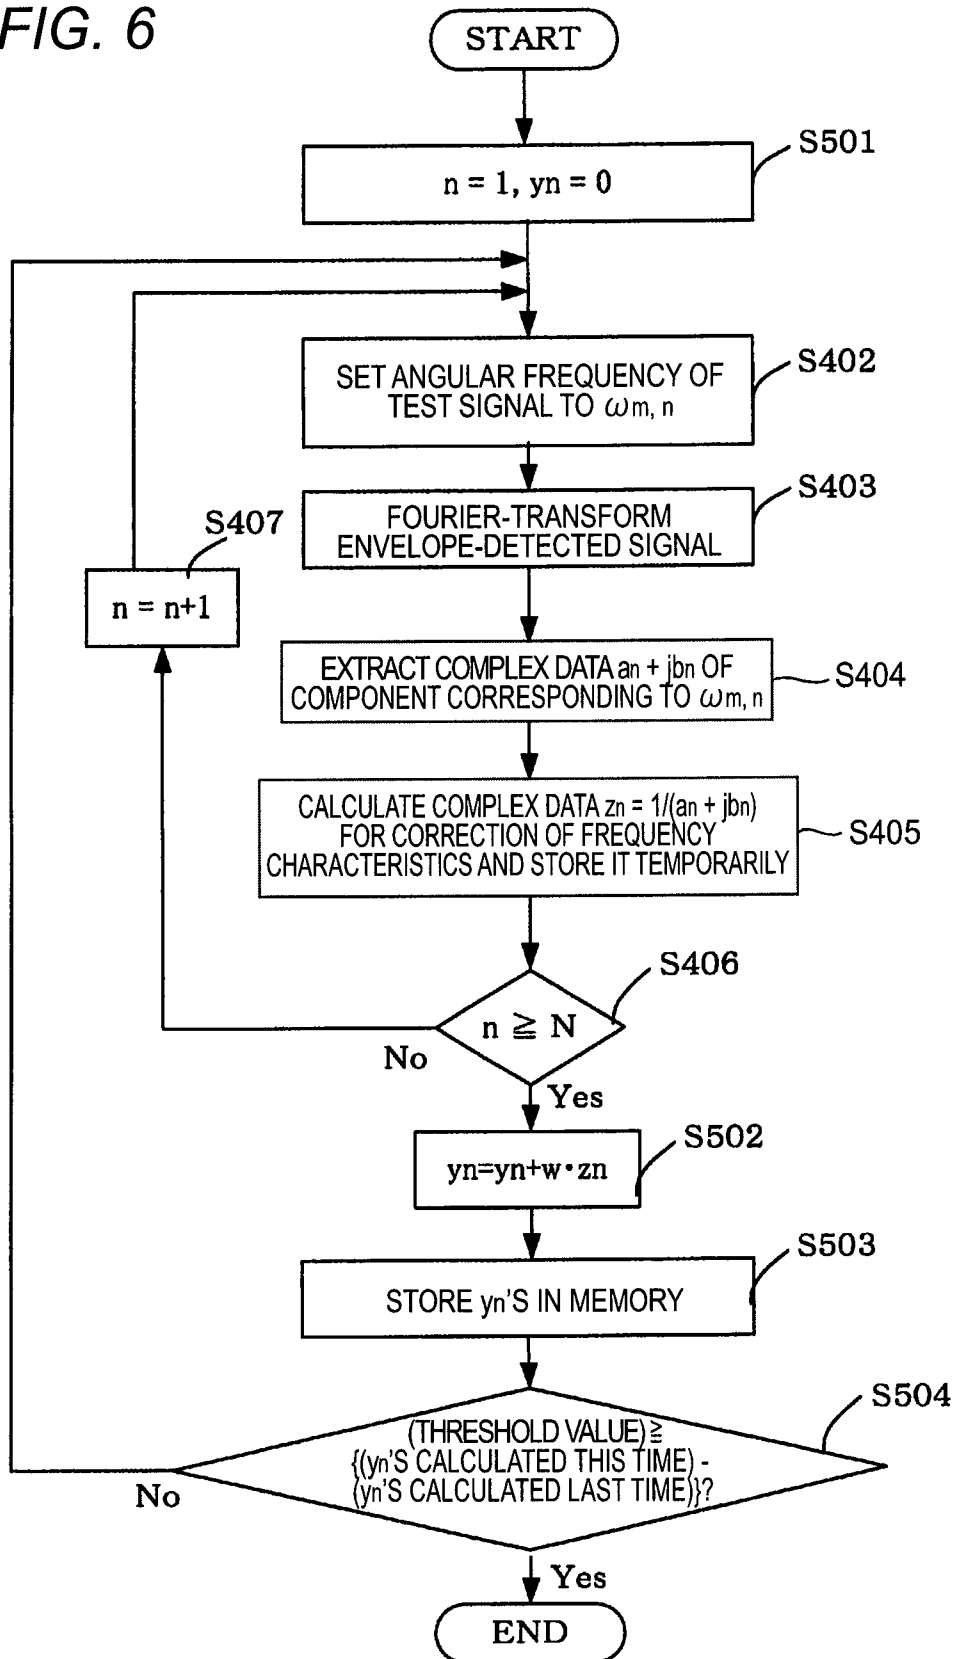 FIG. 6
START
S501
n = 1, yn = 0
S402
SET ANGULAR FREQUENCY OF
TEST SIGNAL TO ωm, n
S403
FOURIER-TRANSFORM
ENVELOPE-DETECTED SIGNAL
S407
n = n+1
EXTRACT COMPLEX DATA an + jbn OF
COMPONENT CORRESPONDING TO ωm, n
S404
CALCULATE COMPLEX DATA zn = 1/(an + jbn)
FOR CORRECTION OF FREQUENCY
CHARACTERISTICS AND STORE IT TEMPORARILY
S405
S406
n ≧ N
No
Yes
S502
yn=yn+w·zn
S503
STORE yn'S IN MEMORY
S504
(THRESHOLD VALUE) ≧
{(yn'S CALCULATED THIS TIME) -
(yn'S CALCULATED LAST TIME)}?
No
Yes
END